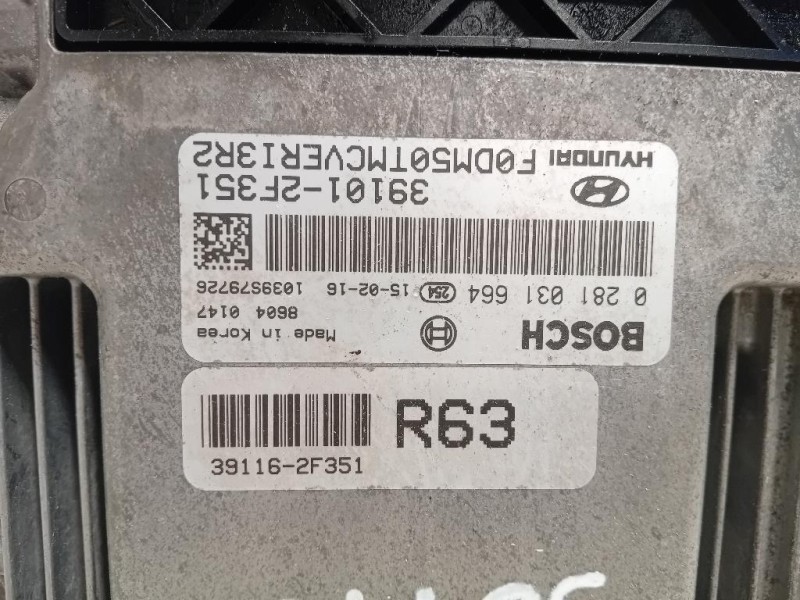 BOSCH
Made in Korea
8604 0147
0 281 031 664 254 15-02-16 1039S79726
39101-2F351
HYUNDAI F0DM50TMCVERI3R2
R63
39116-2F351